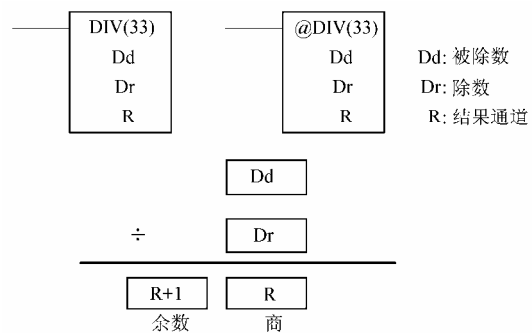 DIV(33)
Dd
Dr
R
@DIV(33)
Dd
Dr
R
Dd: 被除数
Dr: 除数
R: 结果通道
Dd
÷ Dr
R+1 R
余数 商